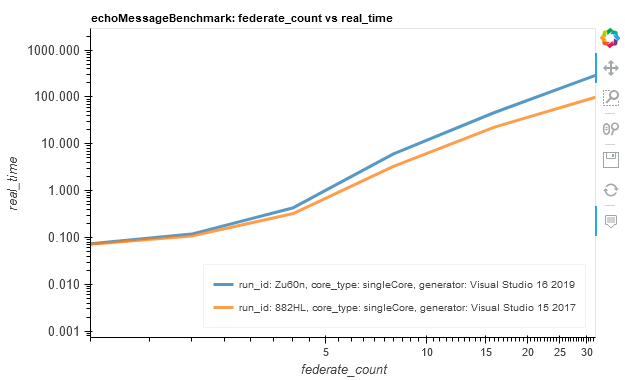 echoMessageBenchmark: federate_count vs real_time
1000.000
100.000
10.000
1.000
0.100
0.010
0.001
real_time
run_id: Zu60n, core_type: singleCore, generator: Visual Studio 16 2019
run_id: 882HL, core_type: singleCore, generator: Visual Studio 15 2017
5
10
15
20
25
30
federate_count